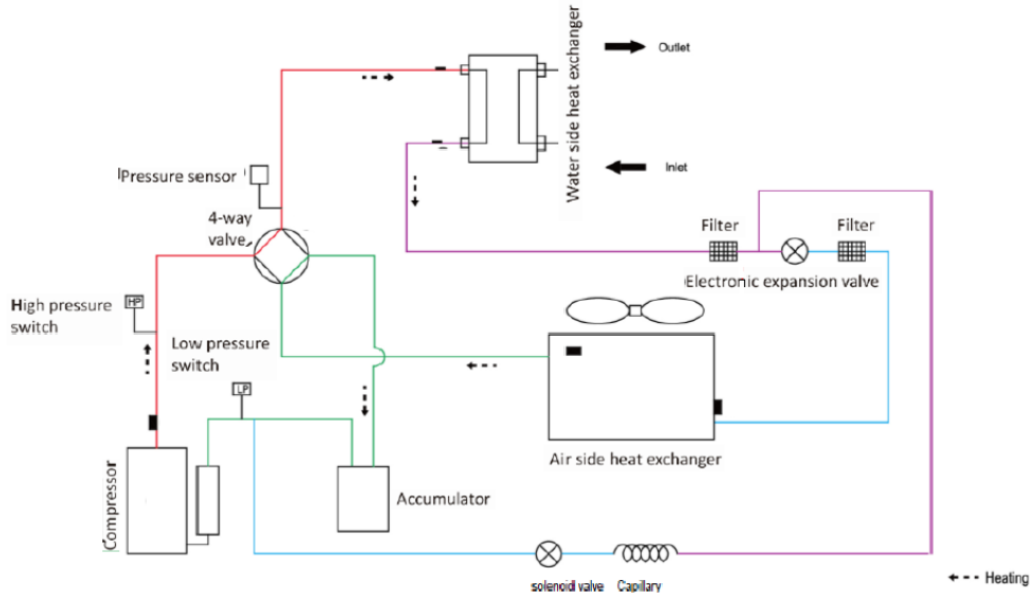 Water side heat exchanger
Outlet
Inlet
Pressure sensor
4-way
valve
Filter
Filter
Electronic expansion valve
High pressure
switch
HP
Low pressure
switch
LP
Air side heat exchanger
Compressor
Accumulator
solenoid valve
Capillary
Heating